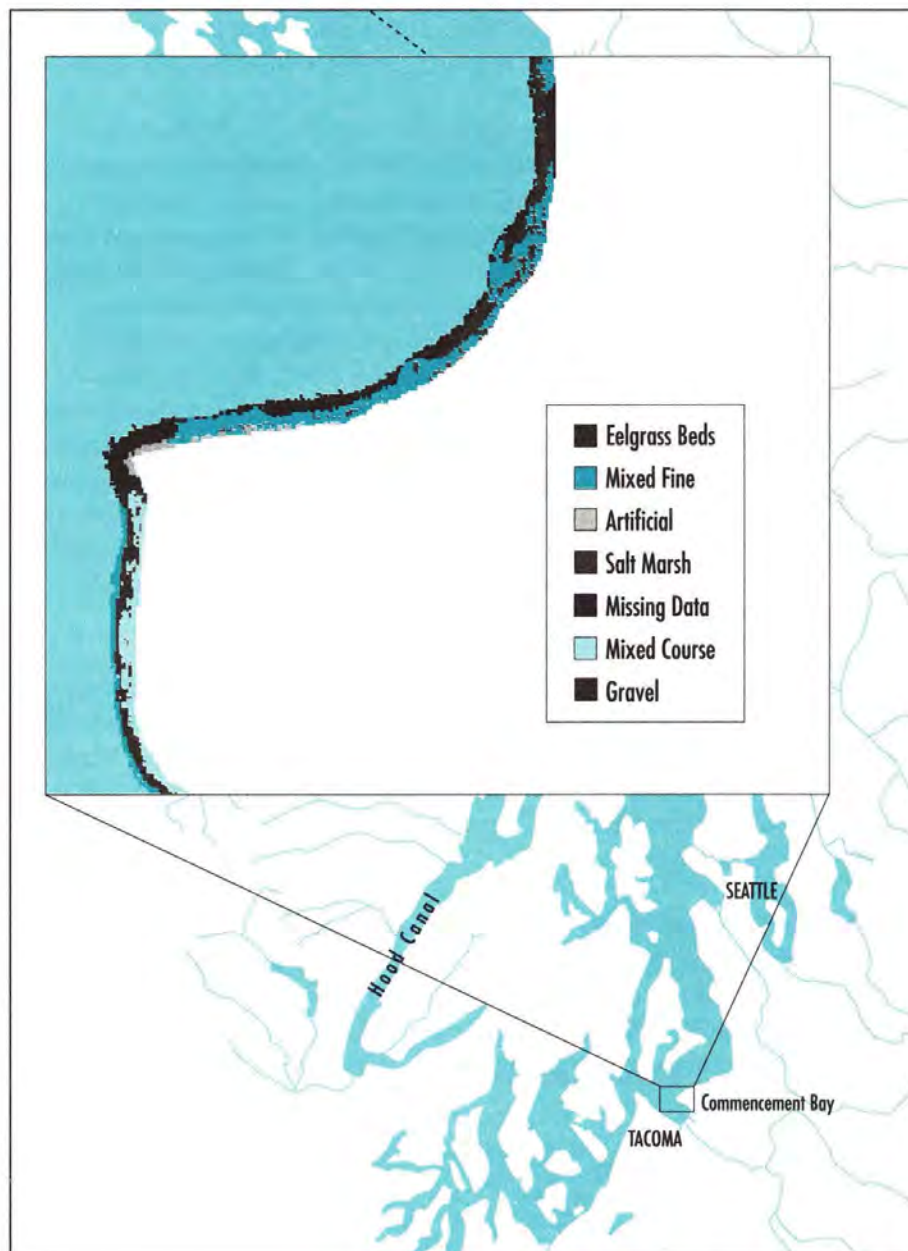 Eelgrass Beds
Mixed Fine
Artificial
Salt Marsh
Missing Data
Mixed Course
Gravel
SEATTLE
Hood Canal
Commencement Bay
TACOMA